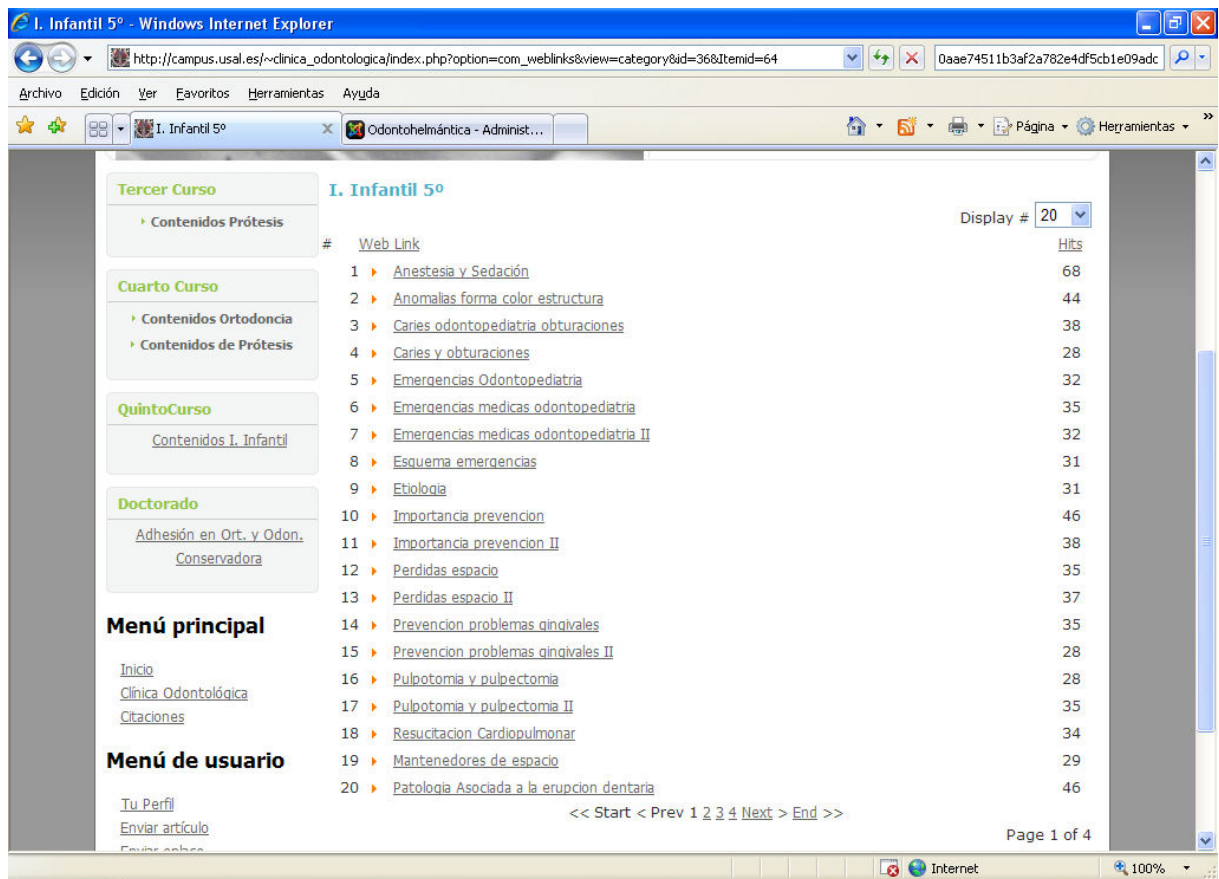 I. Infantil 5º - Windows Internet Explorer
http://campus.usal.es/~clinica_odontologica/index.php?option=com_weblinks&view=category&id=36&Itemid=64
0aae74511b3af2a782e4df5cb1e09adc
Archivo Edición Ver Favoritos Herramientas Ayuda
I. Infantil 5º
Odontohelmántica - Administ...
Página Herramientas »
Tercer Curso
Contenidos Prótesis
Cuarto Curso
Contenidos Ortodoncia
Contenidos de Prótesis
QuintoCurso
Contenidos I. Infantil
Doctorado
Adhesión en Ort. y Odon.
Conservadora
Menú principal
Inicio
Clínica Odontológica
Citaciones
Menú de usuario
Tu Perfil
Enviar artículo
Enviar enlace
I. Infantil 5º
Display # 20
# Web Link Hits
1 Anestesia y Sedación 68
2 Anomalias forma color estructura 44
3 Caries odontopediatria obturaciones 38
4 Caries y obturaciones 28
5 Emergencias Odontopediatria 32
6 Emergencias medicas odontopediatria 35
7 Emergencias medicas odontopediatria II 32
8 Esquema emergencias 31
9 Etiologia 31
10 Importancia prevencion 46
11 Importancia prevencion II 38
12 Perdidas espacio 35
13 Perdidas espacio II 37
14 Prevencion problemas gingivales 35
15 Prevencion problemas gingivales II 28
16 Pulpotomia y pulpectomia 28
17 Pulpotomia y pulpectomia II 35
18 Resucitacion Cardiopulmonar 34
19 Mantenedores de espacio 29
20 Patologia Asociada a la erupcion dentaria 46
<< Start < Prev 1 2 3 4 Next > End >>
Page 1 of 4
Internet
100%